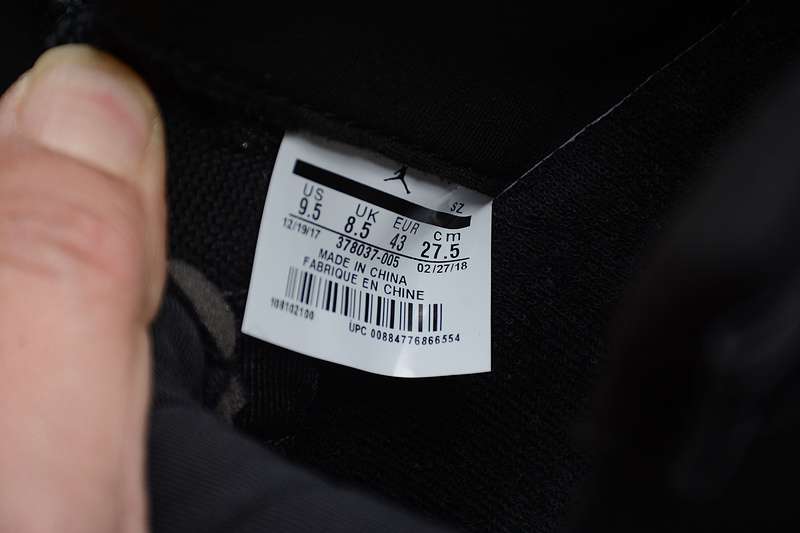 SZ
US UK EUR cm
9.5 8.5 43 27.5
12/19/17 378037-005 02/27/18
MADE IN CHINA
FABRIQUE EN CHINE
109102100
UPC 00884776866554